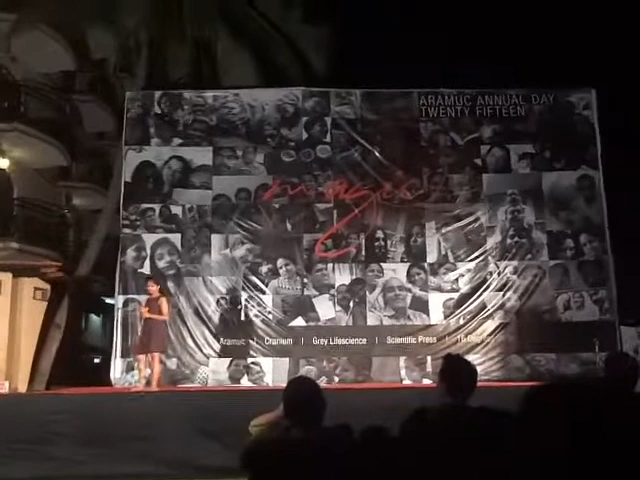 ARAMUC ANNUAL DAY
TWENTY FIFTEEN
Aramuc | Cranium | Grey Lifescience | Scientific Press |